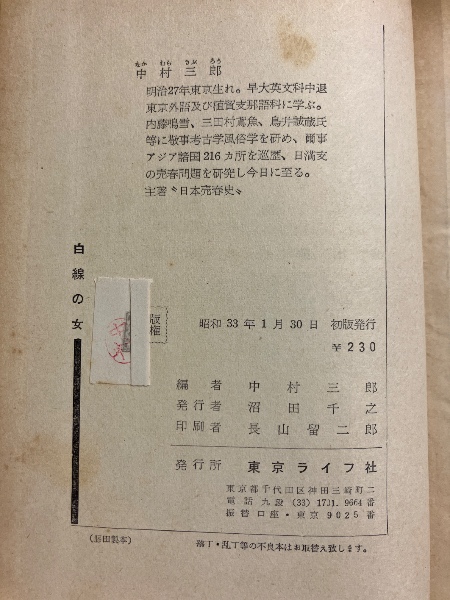 なか むら さぶ ろう
中村三郎
明治27年東京生れ。早大英文科中退
東京外語及び植貿支那語科に学ぶ。
内藤鳴雪、三田村鳶魚、鳥井誠蔵氏
等に敬事考古学風俗学を研め、爾事
アジア諸国216カ所を巡歴、日満支
の売春問題を研究し今日に至る。
主著〝日本売春史〟
白線の女
版権
昭和33年1月30日 初版発行
¥230
編者 中村三郎
発行者 沼田千之
印刷者 長山留二郎
発行所 東京ライフ社
東京都千代田区神田三崎町二
電話九段(33)1701.9664番
振替口座・東京9025番
落丁・乱丁等の不良本はお取替え致します。